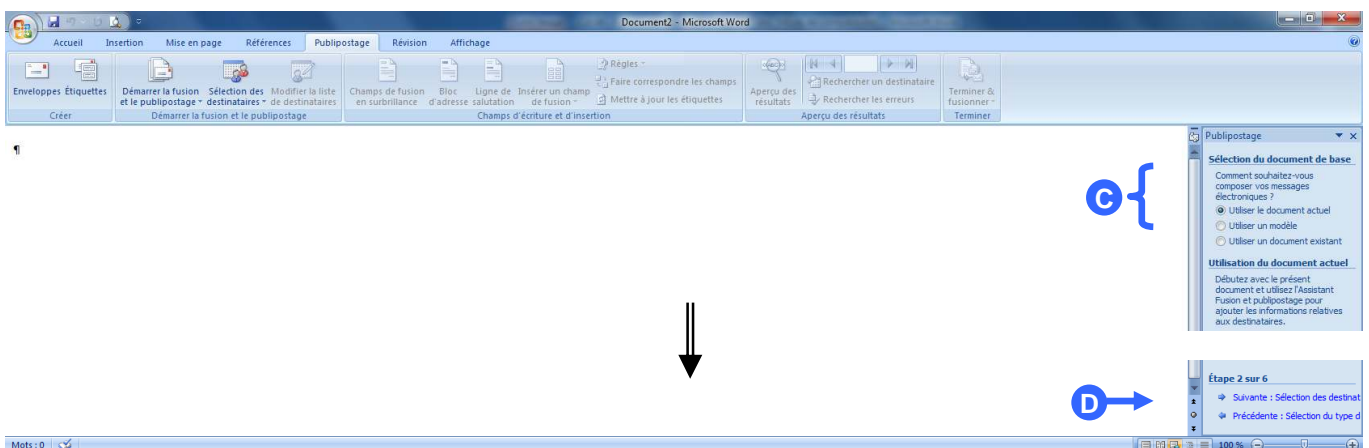 Document2 - Microsoft Word
Accueil Insertion Mise en page Références Publipostage Révision Affichage
Enveloppes Étiquettes
Créer
Démarrer la fusion
et le publipostage
Sélection des
destinataires
Modifier la liste
de destinataires
Démarrer la fusion et le publipostage
Champs de fusion
en surbrillance
Bloc
d'adresse
Ligne de
salutation
Insérer un champ
de fusion
Règles
Faire correspondre les champs
Mettre à jour les étiquettes
Champs d'écriture et d'insertion
Aperçu des
résultats
Rechercher un destinataire
Rechercher les erreurs
Aperçu des résultats
Terminer &
fusionner
Terminer
¶
Publipostage
C
Sélection du document de base
Comment souhaitez-vous
composer vos messages
électroniques ?
Utiliser le document actuel
Utiliser un modèle
Utiliser un document existant
Utilisation du document actuel
Débutez avec le présent
document et utilisez l'Assistant
Fusion et publipostage pour
ajouter les informations relatives
aux destinataires.
Étape 2 sur 6
D
Suivante : Sélection des destinat
Précédente : Sélection du type d
Mots : 0
100 %